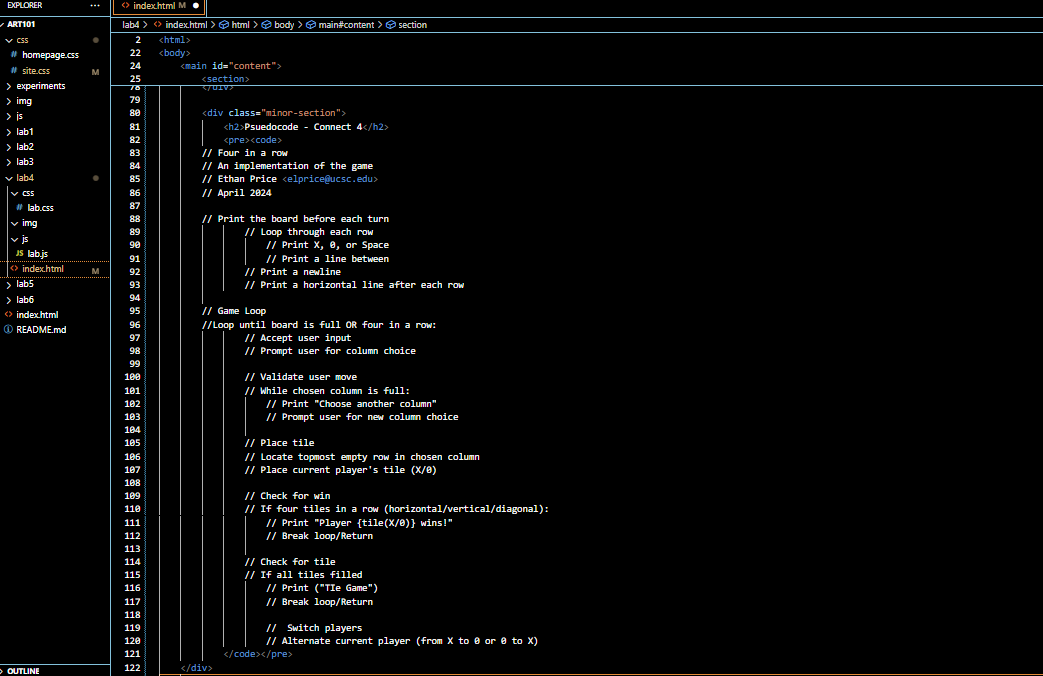 EXPLORER ··· <> index.html M ●
ART101 lab4 > <> index.html > html > body > main#content > section
css
# homepage.css
# site.css M
experiments
img
js
lab1
lab2
lab3
lab4
css
# lab.css
img
js
JS lab.js
<> index.html M
lab5
lab6
<> index.html
README.md
OUTLINE
2 <html>
22 <body>
24 <main id="content">
25 <section>
78 </div>
79
80 <div class="minor-section">
81 <h2>Psuedocode - Connect 4</h2>
82 <pre><code>
83 // Four in a row
84 // An implementation of the game
85 // Ethan Price <elprice@ucsc.edu>
86 // April 2024
87
88 // Print the board before each turn
89 // Loop through each row
90 // Print X, 0, or Space
91 // Print a line between
92 // Print a newline
93 // Print a horizontal line after each row
94
95 // Game Loop
96 //Loop until board is full OR four in a row:
97 // Accept user input
98 // Prompt user for column choice
99
100 // Validate user move
101 // While chosen column is full:
102 // Print "Choose another column"
103 // Prompt user for new column choice
104
105 // Place tile
106 // Locate topmost empty row in chosen column
107 // Place current player's tile (X/0)
108
109 // Check for win
110 // If four tiles in a row (horizontal/vertical/diagonal):
111 // Print "Player {tile(X/0)} wins!"
112 // Break loop/Return
113
114 // Check for tile
115 // If all tiles filled
116 // Print ("TIe Game")
117 // Break loop/Return
118
119 // Switch players
120 // Alternate current player (from X to 0 or 0 to X)
121 </code></pre>
122 </div>